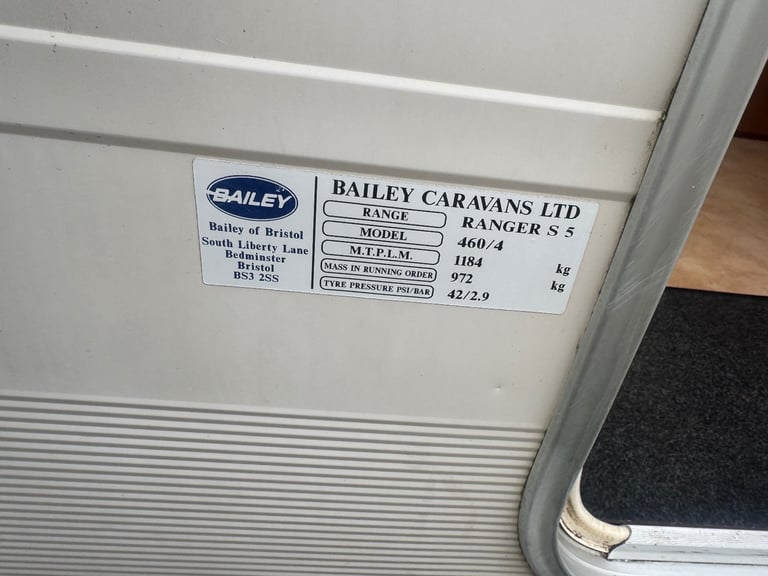 BAILEY
Bailey of Bristol
South Liberty Lane
Bedminster
Bristol
BS3 2SS
BAILEY CARAVANS LTD
RANGE RANGER S 5
MODEL 460/4
M.T.P.L.M. 1184 kg
MASS IN RUNNING ORDER 972 kg
TYRE PRESSURE PSI/BAR 42/2.9